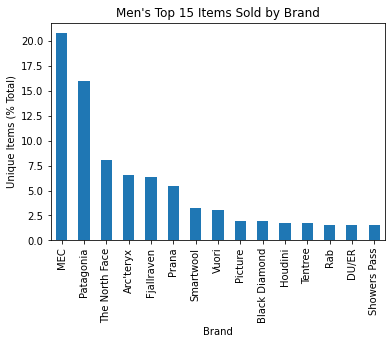 Men's Top 15 Items Sold by Brand
Unique Items (% Total)
20.0
17.5
15.0
12.5
10.0
7.5
5.0
2.5
0.0
MEC
Patagonia
The North Face
Arc'teryx
Fjallraven
Prana
Smartwool
Vuori
Picture
Black Diamond
Houdini
Tentree
Rab
DU/ER
Showers Pass
Brand